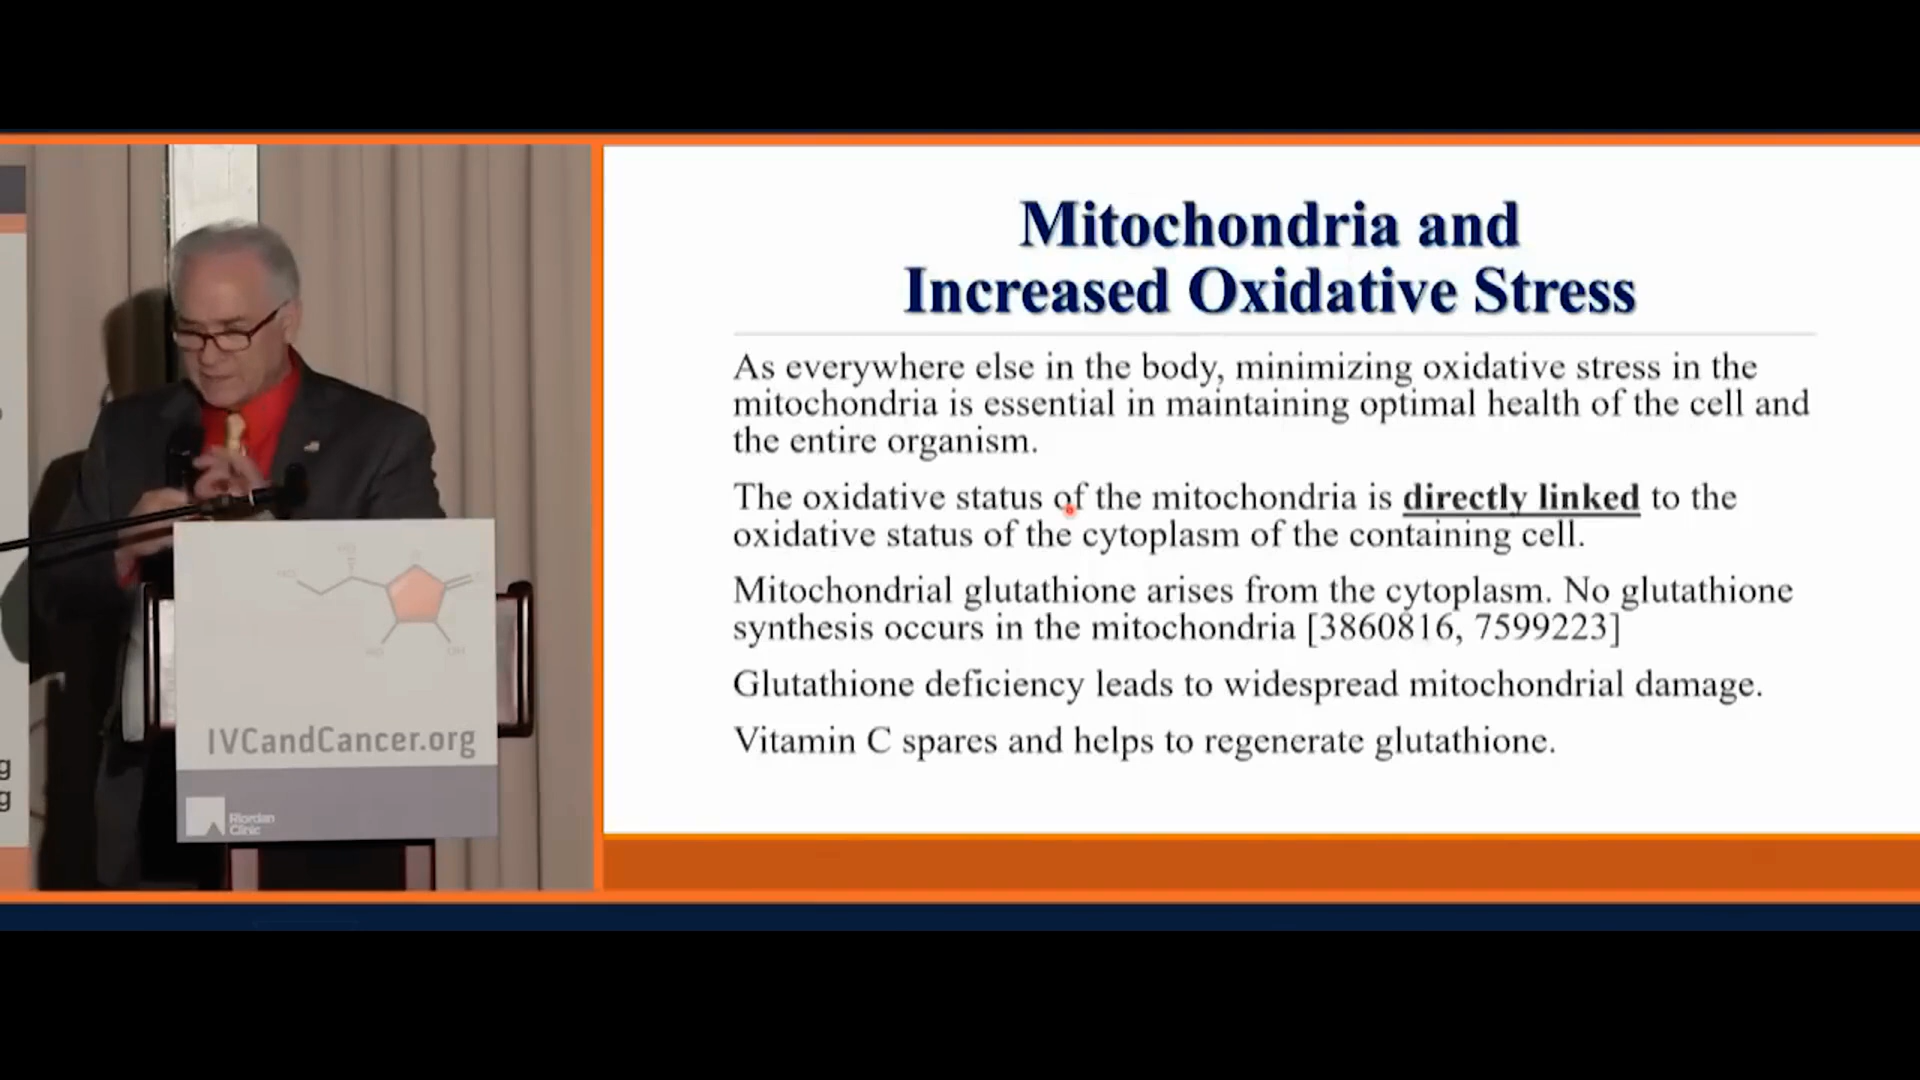 Mitochondria and
Increased Oxidative Stress
As everywhere else in the body, minimizing oxidative stress in the
mitochondria is essential in maintaining optimal health of the cell and
the entire organism.
The oxidative status of the mitochondria is directly linked to the
oxidative status of the cytoplasm of the containing cell.
Mitochondrial glutathione arises from the cytoplasm. No glutathione
synthesis occurs in the mitochondria [3860816, 7599223]
Glutathione deficiency leads to widespread mitochondrial damage.
Vitamin C spares and helps to regenerate glutathione.
HO
HO
O
O
HO
OH
IVCandCancer.org
Riordan
Clinic
g
g